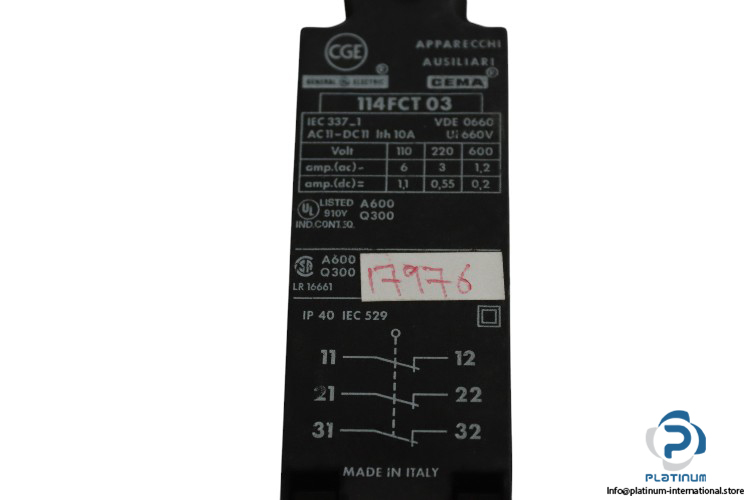 CGE
APPARECCHI
AUSILIARI
GENERAL ELECTRIC ®
CEMA ®
114FCT 03
IEC 337_1 VDE 0660
AC11-DC11 Ith 10A Ui 660V
Volt 110 220 600
amp.(ac)~ 6 3 1,2
amp.(dc)= 1,1 0,55 0,2
UL LISTED A600
910V Q300
IND.CONT.EQ.
A600
Q300
LR 16661
17976
IP 40 IEC 529
11 12
21 22
31 32
MADE IN ITALY
PLATINUM
Info@platinum-international.store